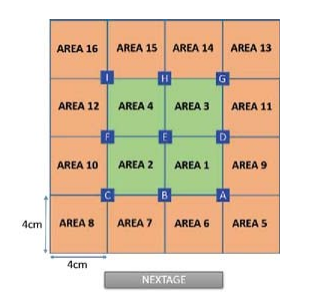 AREA 16 AREA 15 AREA 14 AREA 13
I H G
AREA 12 AREA 4 AREA 3 AREA 11
F E D
AREA 10 AREA 2 AREA 1 AREA 9
C B A
4cm AREA 8 AREA 7 AREA 6 AREA 5
4cm
NEXTAGE